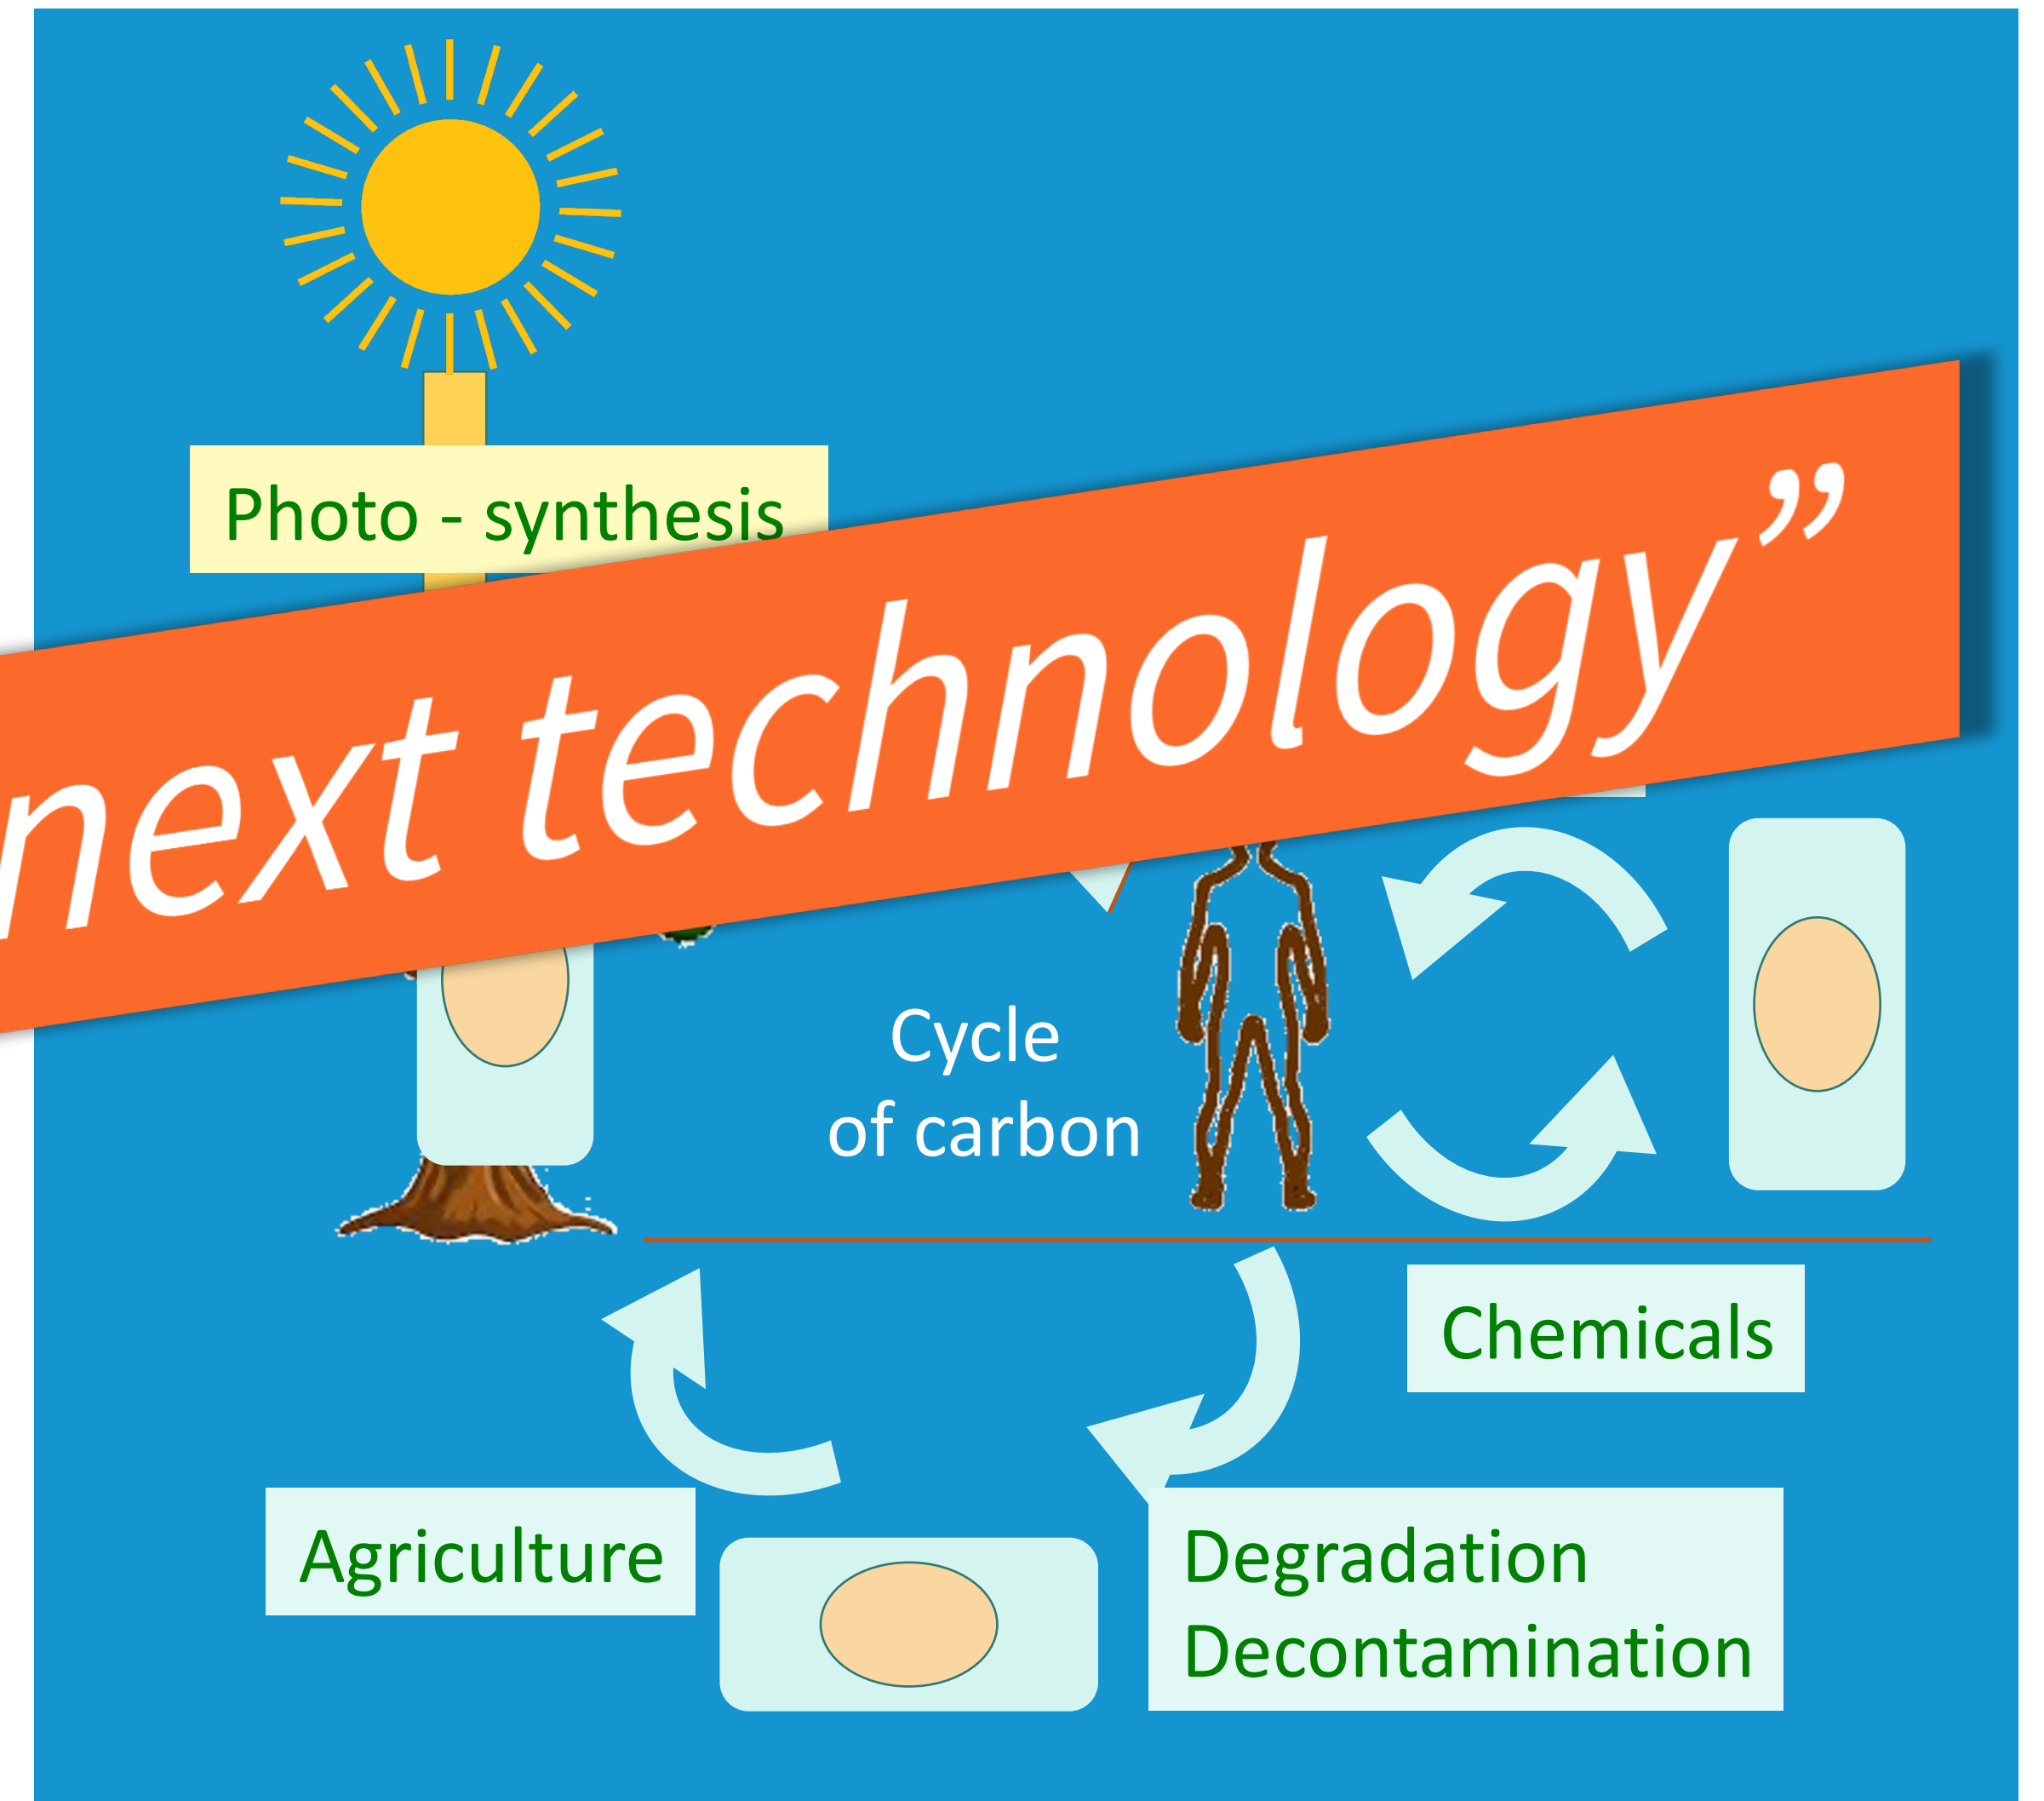 Photo - synthesis
next technology”
Cycle
of carbon
Chemicals
Agriculture
Degradation
Decontamination